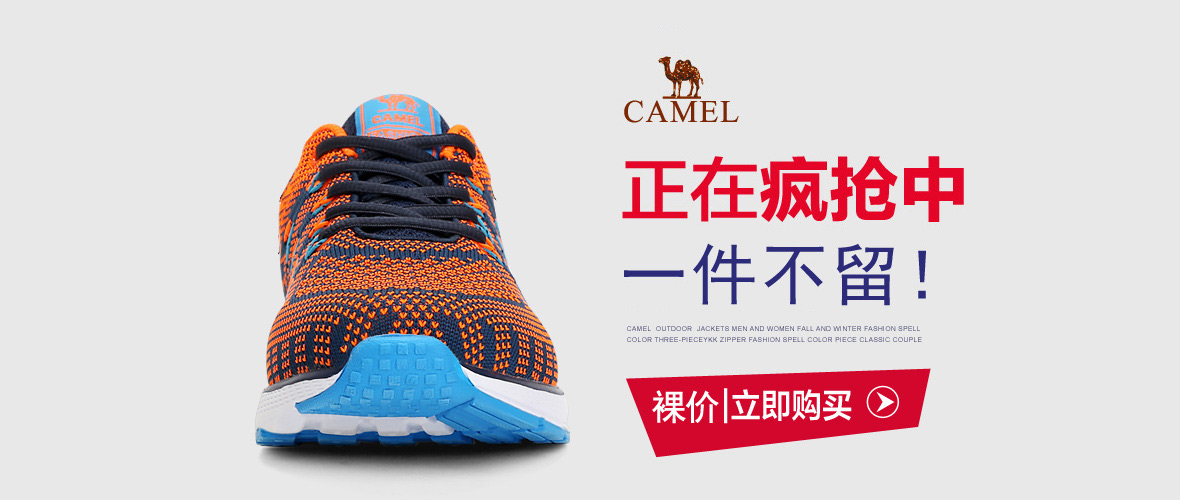 CAMEL
CAMEL
正在疯抢中
一件不留！
CAMEL OUTDOOR JACKETS MEN AND WOMEN FALL AND WINTER FASHION SPELL
COLOR THREE-PIECEYKK ZIPPER FASHION SPELL COLOR PIECE CLASSIC COUPLE
裸价|立即购买